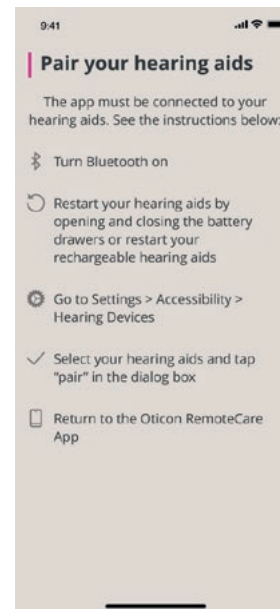 9:41
Pair your hearing aids
The app must be connected to your
hearing aids. See the instructions below:
Turn Bluetooth on
Restart your hearing aids by
opening and closing the battery
drawers or restart your
rechargeable hearing aids
Go to Settings > Accessibility >
Hearing Devices
Select your hearing aids and tap
"pair" in the dialog box
Return to the Oticon RemoteCare
App